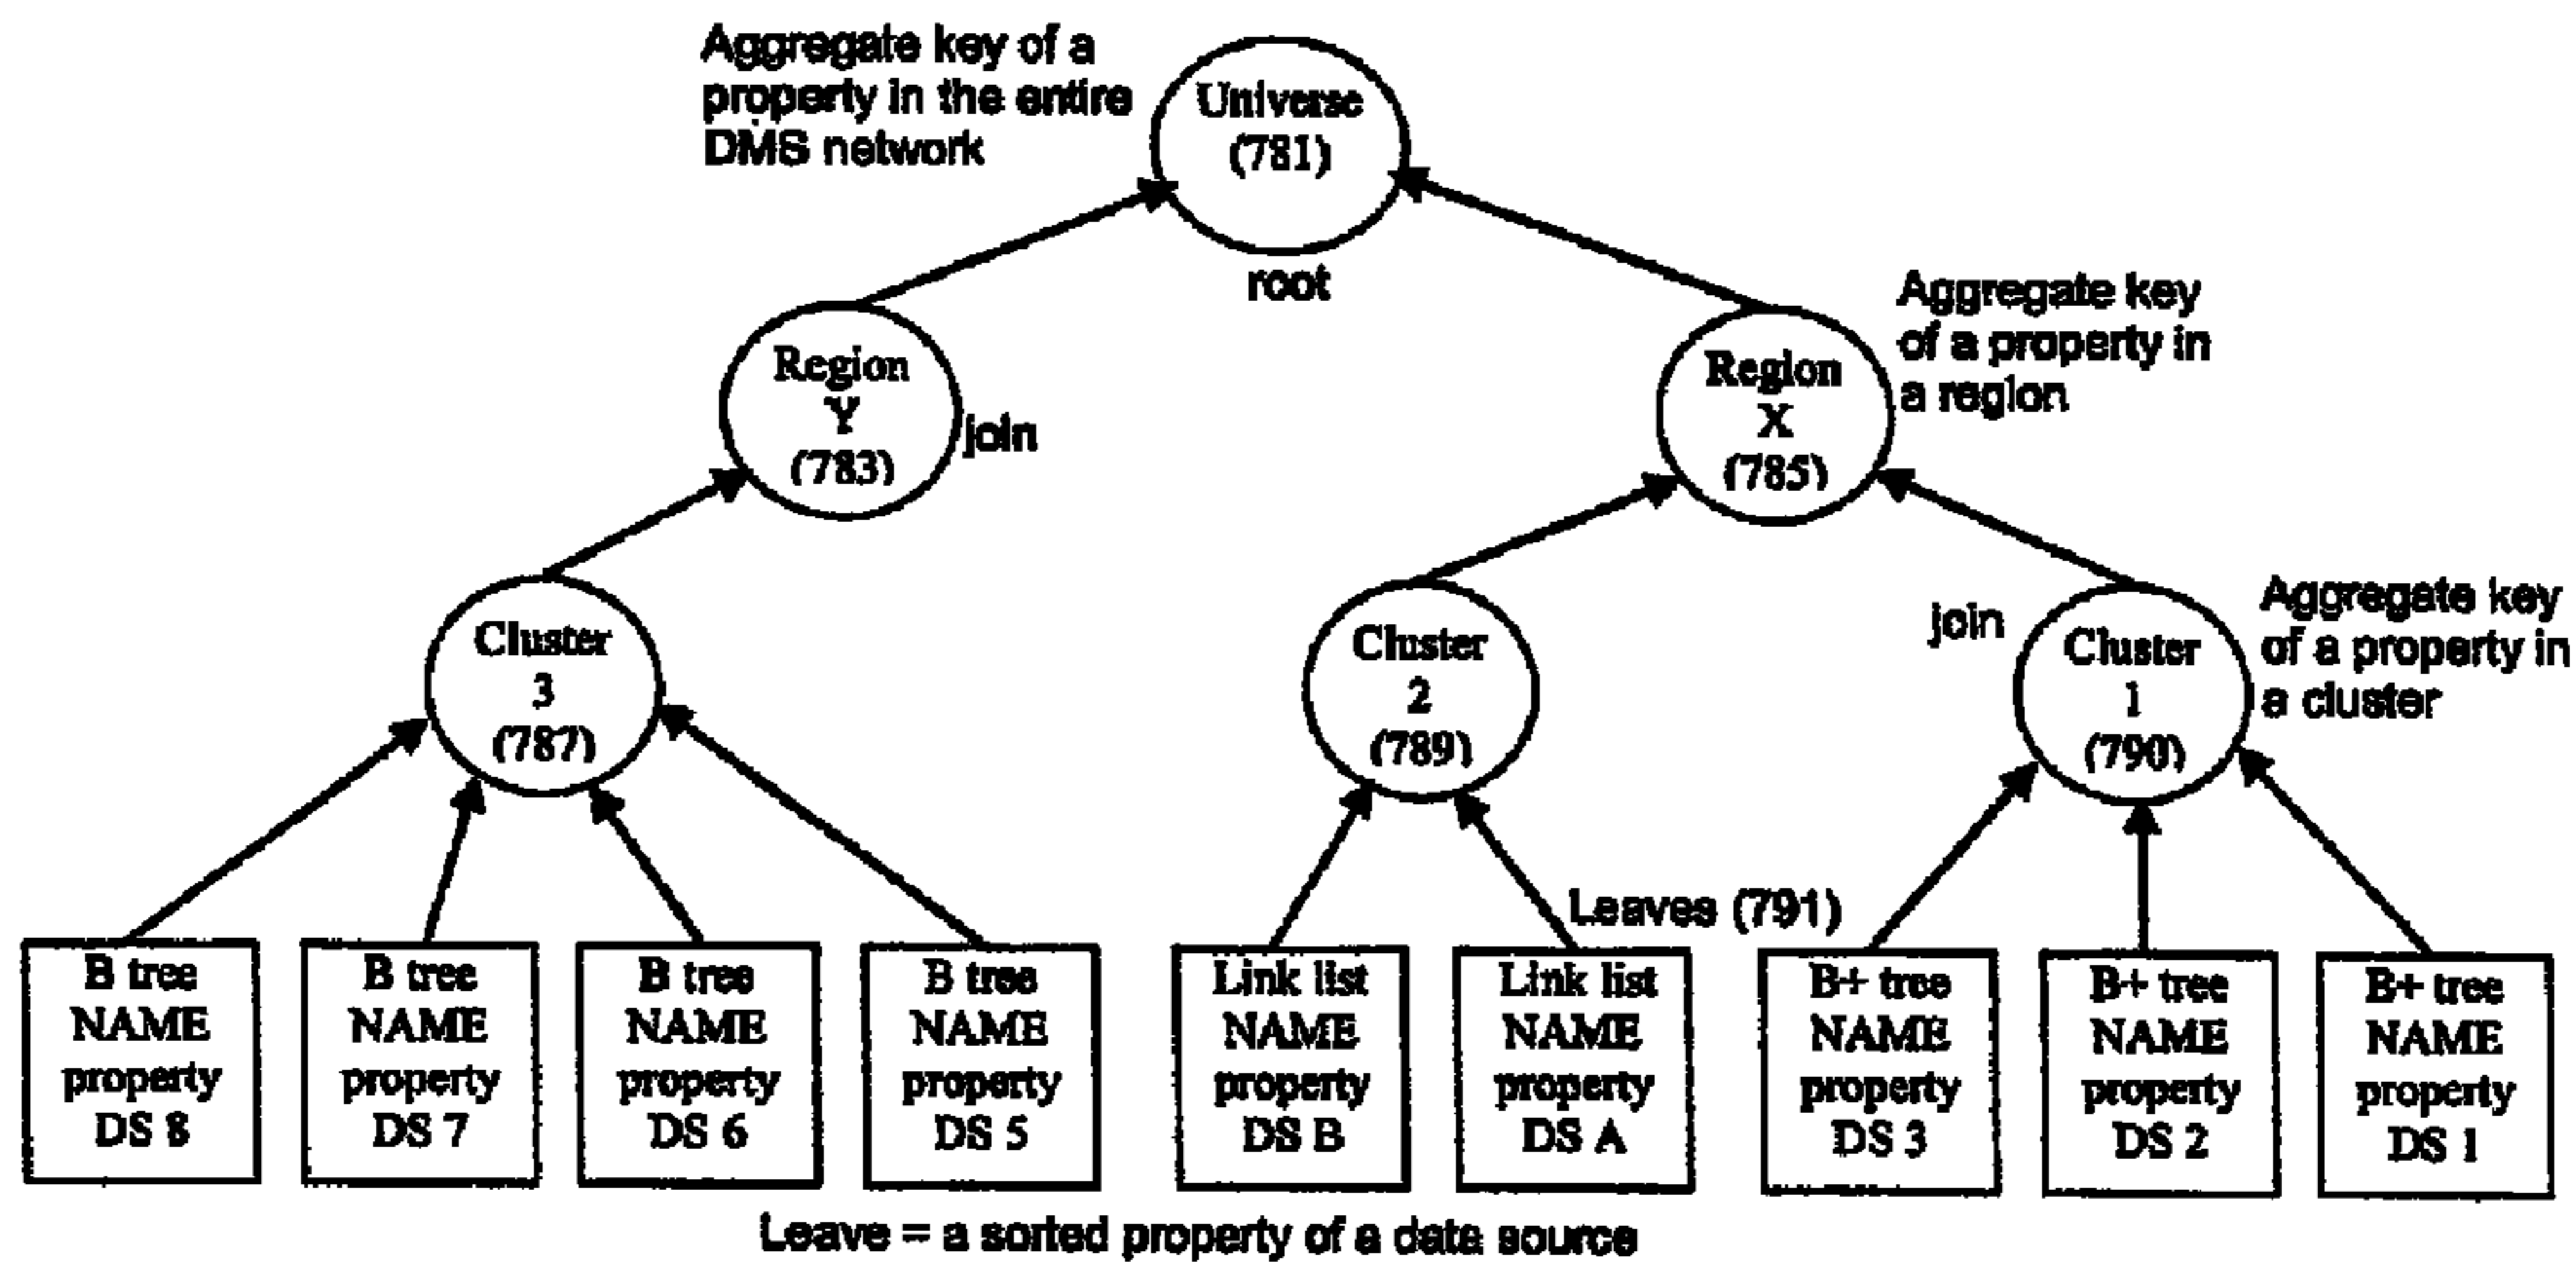 Aggregate key of a
property in the entire
DMS network
Universe
(781)
root
Region
Y
(783)
join
Region
X
(785)
Aggregate key
of a property in
a region
Cluster
3
(787)
Cluster
2
(789)
join
Cluster
1
(790)
Aggregate key
of a property in
a cluster
Leaves (791)
B tree
NAME
property
DS 8
B tree
NAME
property
DS 7
B tree
NAME
property
DS 6
B tree
NAME
property
DS 5
Link list
NAME
property
DS B
Link list
NAME
property
DS A
B+ tree
NAME
property
DS 3
B+ tree
NAME
property
DS 2
B+ tree
NAME
property
DS 1
Leave = a sorted property of a data source